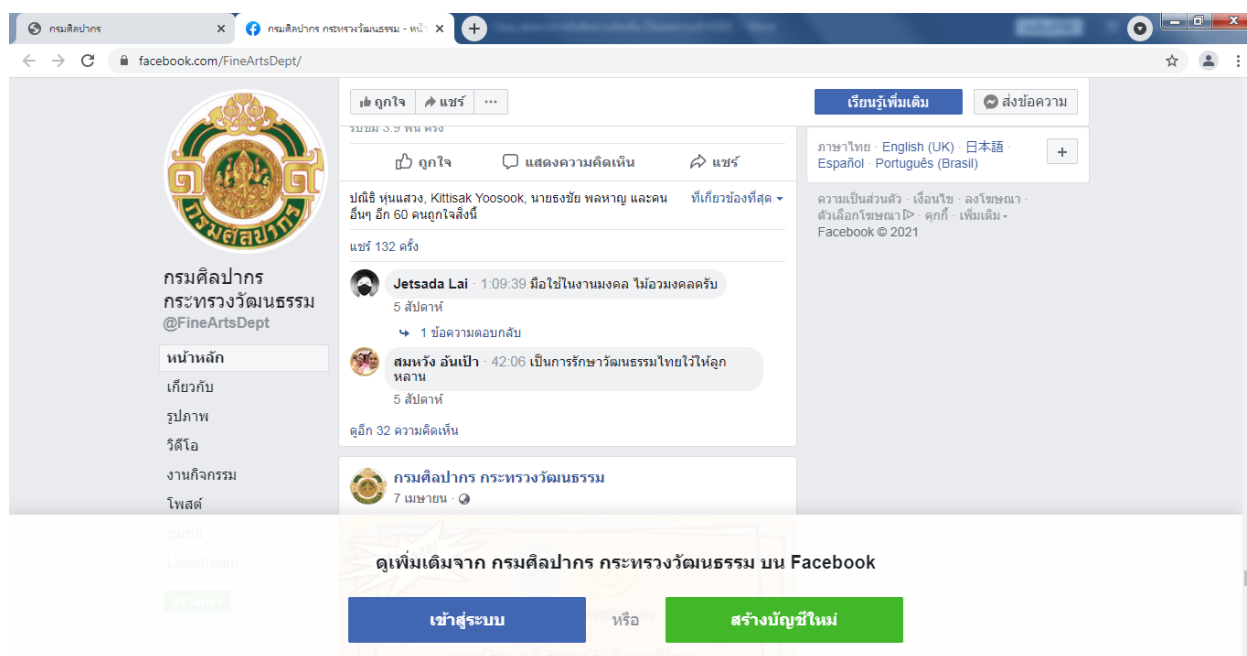 กรมศิลปากร
กรมศิลปากร กระทรวงวัฒนธรรม - หน้า
facebook.com/FineArtsDept/
ถูกใจ
แชร์
เรียนรู้เพิ่มเติม
ส่งข้อความ
รับชม 3.9 พัน ครั้ง
ถูกใจ
แสดงความคิดเห็น
แชร์
ปณิธิ หุ่นแสวง, Kittisak Yoosook, นายธงชัย พลหาญ และคน
อื่นๆ อีก 60 คนถูกใจสิ่งนี้
ที่เกี่ยวข้องที่สุด
แชร์ 132 ครั้ง
Jetsada Lai · 1:09:39 มือใช้ในงานมงคล ไม้อวมงคลครับ
5 สัปดาห์
1 ข้อความตอบกลับ
สมหวัง อ้นเป้า · 42:06 เป็นการรักษาวัฒนธรรมไทยใว้ให้ลูก
หลาน
5 สัปดาห์
ดูอีก 32 ความคิดเห็น
กรมศิลปากร กระทรวงวัฒนธรรม
7 เมษายน ·
ภาษาไทย · English (UK) · 日本語 ·
Español · Português (Brasil)
ความเป็นส่วนตัว · เงื่อนไข · ลงโฆษณา ·
ตัวเลือกโฆษณา · คุกกี้ · เพิ่มเติม
Facebook © 2021
กรมศิลปากร
กรมศิลปากร
กระทรวงวัฒนธรรม
@FineArtsDept
หน้าหลัก
เกี่ยวกับ
รูปภาพ
วิดีโอ
งานกิจกรรม
โพสต์
ชุมชน
Livestream
สร้างเพจ
ดูเพิ่มเติมจาก กรมศิลปากร กระทรวงวัฒนธรรม บน Facebook
เข้าสู่ระบบ
หรือ
สร้างบัญชีใหม่